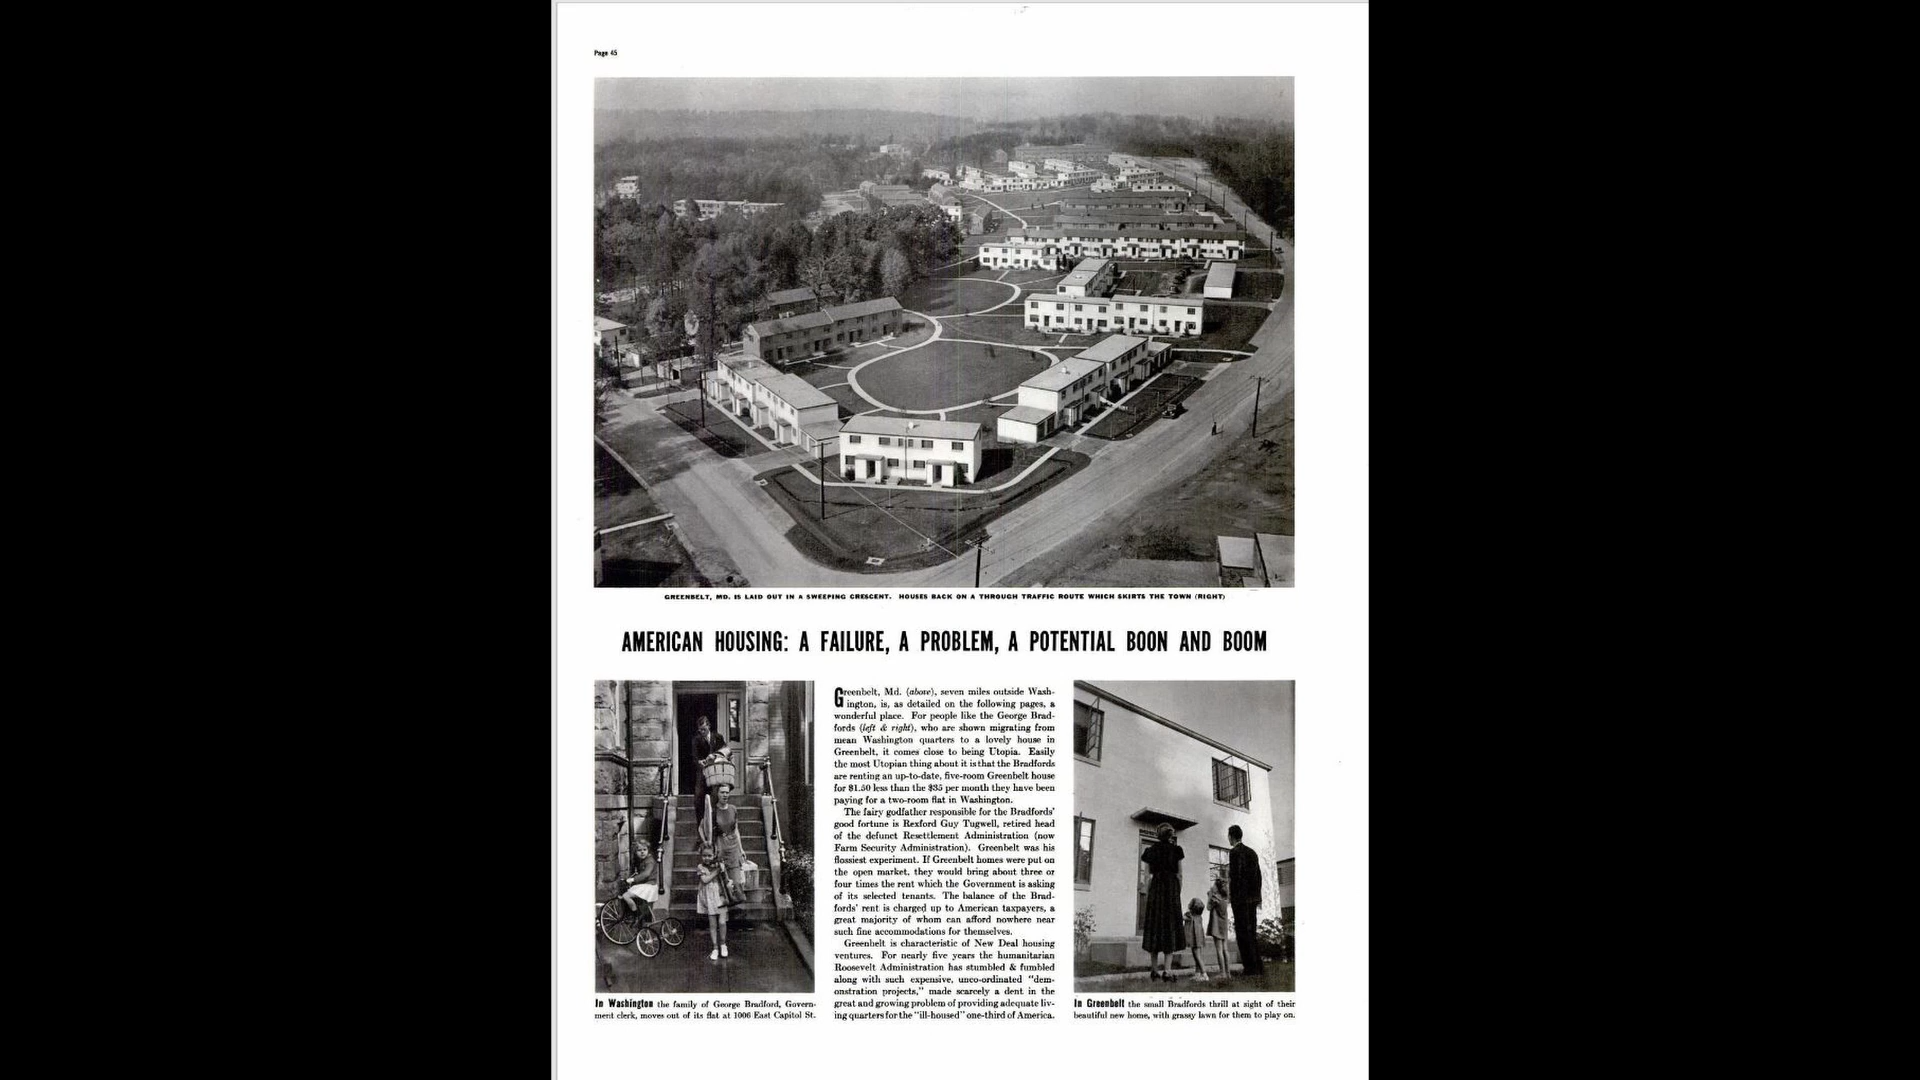 Page 45
GREENBELT, MD. IS LAID OUT IN A SWEEPING CRESCENT. HOUSES BACK ON A THROUGH TRAFFIC ROUTE WHICH SKIRTS THE TOWN (RIGHT)
AMERICAN HOUSING: A FAILURE, A PROBLEM, A POTENTIAL BOON AND BOOM
In Washington the family of George Bradford, Govern-
ment clerk, moves out of its flat at 1006 East Capitol St.
Greenbelt, Md. (above), seven miles outside Wash-
ington, is, as detailed on the following pages, a
wonderful place. For people like the George Brad-
fords (left & right), who are shown migrating from
mean Washington quarters to a lovely house in
Greenbelt, it comes close to being Utopia. Easily
the most Utopian thing about it is that the Bradfords
are renting an up-to-date, five-room Greenbelt house
for $1.50 less than the $35 per month they have been
paying for a two-room flat in Washington.
The fairy godfather responsible for the Bradfords'
good fortune is Rexford Guy Tugwell, retired head
of the defunct Resettlement Administration (now
Farm Security Administration). Greenbelt was his
flossiest experiment. If Greenbelt homes were put on
the open market, they would bring about three or
four times the rent which the Government is asking
of its selected tenants. The balance of the Brad-
fords' rent is charged up to American taxpayers, a
great majority of whom can afford nowhere near
such fine accommodations for themselves.
Greenbelt is characteristic of New Deal housing
ventures. For nearly five years the humanitarian
Roosevelt Administration has stumbled & fumbled
along with such expensive, unco-ordinated "dem-
onstration projects," made scarcely a dent in the
great and growing problem of providing adequate liv-
ing quarters for the "ill-housed" one-third of America.
In Greenbelt the small Bradfords thrill at sight of their
beautiful new home, with grassy lawn for them to play on.